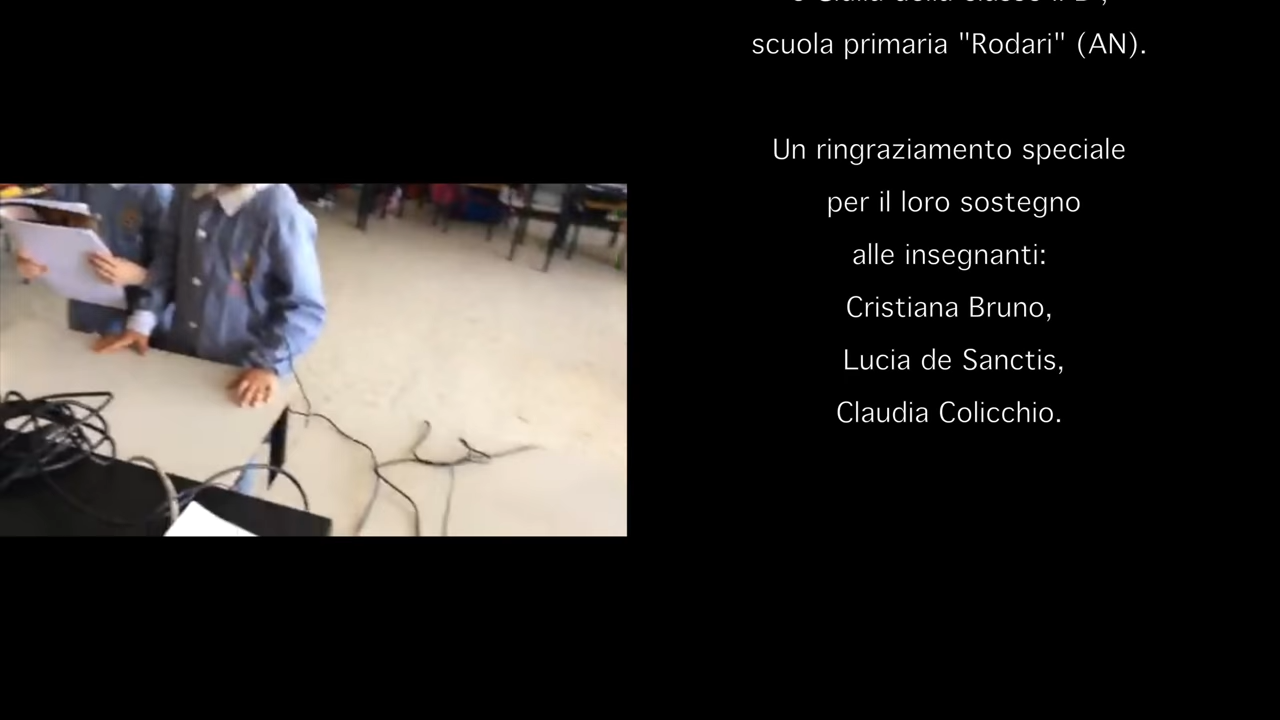 scuola primaria "Rodari" (AN).
Un ringraziamento speciale
per il loro sostegno
alle insegnanti:
Cristiana Bruno,
Lucia de Sanctis,
Claudia Colicchio.